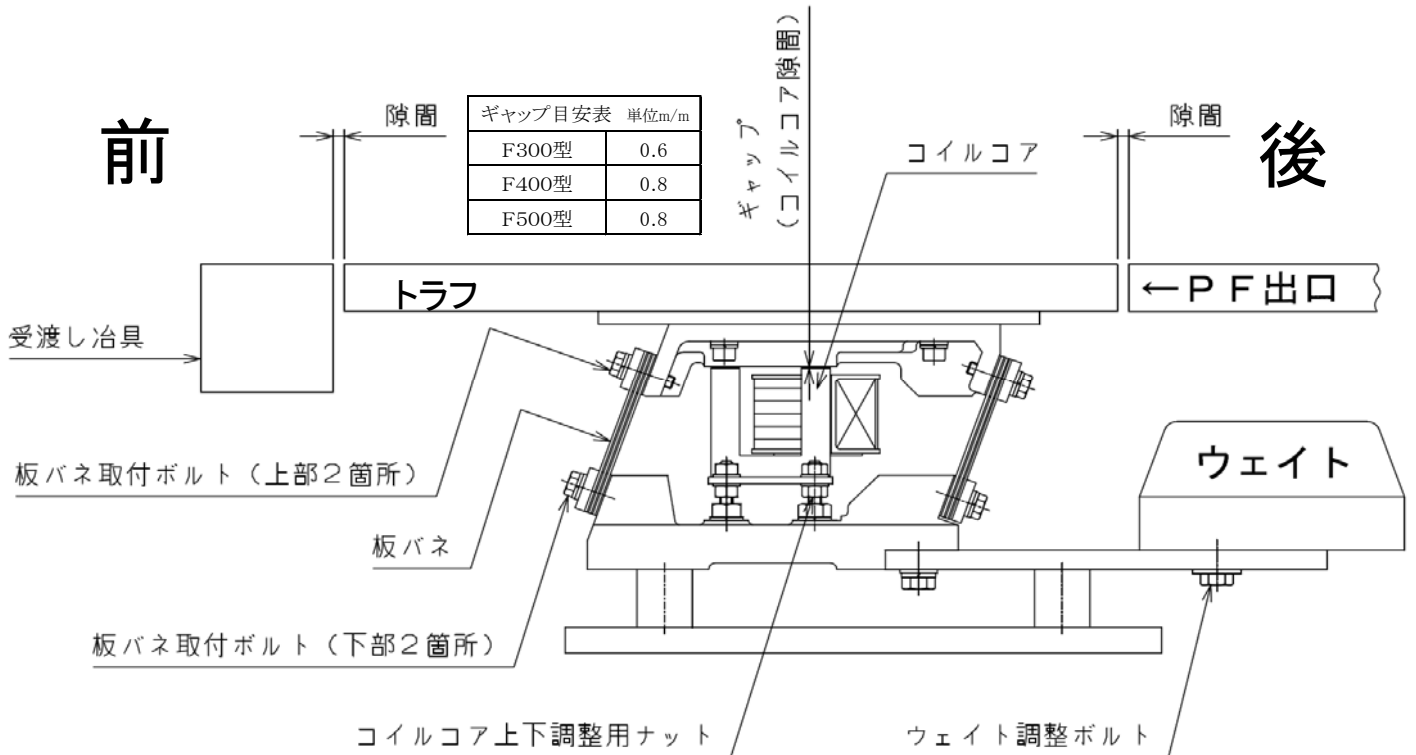 前
隙間
ギャップ目安表 単位m/m
F300型 0.6
F400型 0.8
F500型 0.8
ギャップ
(コイルコア隙間)
コイルコア
隙間
後
トラフ
←PF出口
受渡し冶具
板バネ取付ボルト(上部2箇所)
ウェイト
板バネ
板バネ取付ボルト(下部2箇所)
コイルコア上下調整用ナット
ウェイト調整ボルト